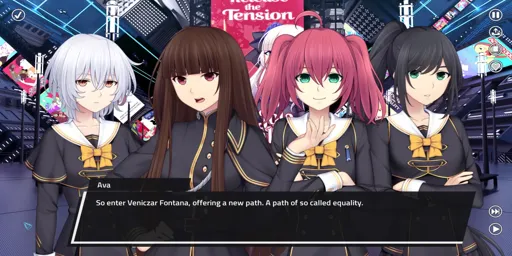 Release
the
Tension
Ava
So enter Veniczar Fontana, offering a new path. A path of so called equality.